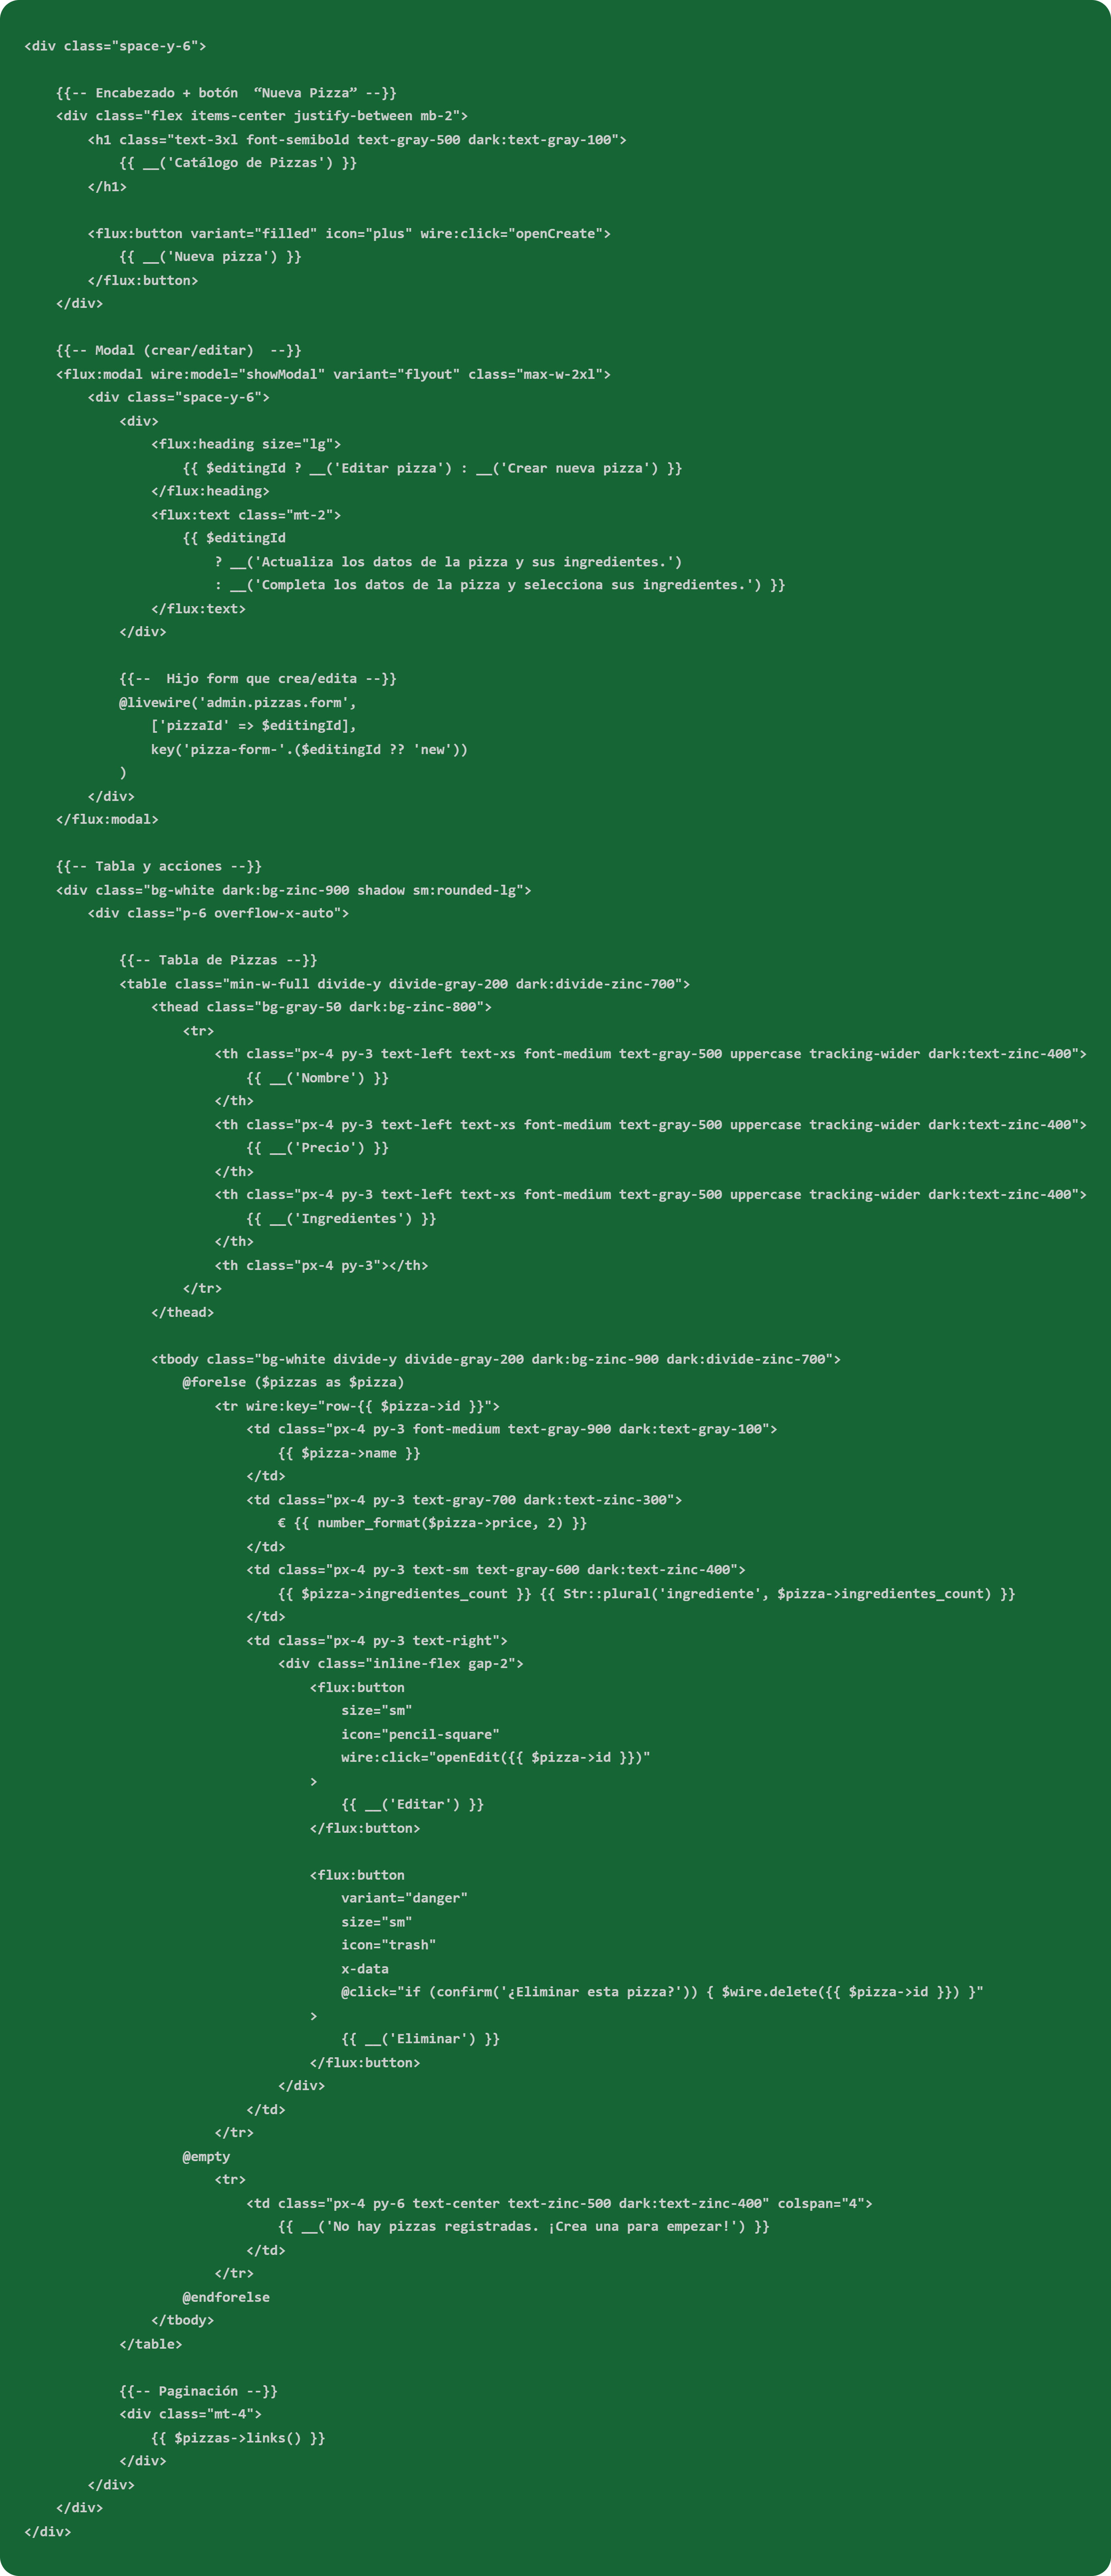 <div class="space-y-6">

    {{-- Encabezado + botón  “Nueva Pizza” --}}
    <div class="flex items-center justify-between mb-2">
        <h1 class="text-3xl font-semibold text-gray-500 dark:text-gray-100">
            {{ __('Catálogo de Pizzas') }}
        </h1>

        <flux:button variant="filled" icon="plus" wire:click="openCreate">
            {{ __('Nueva pizza') }}
        </flux:button>
    </div>

    {{-- Modal (crear/editar)  --}}
    <flux:modal wire:model="showModal" variant="flyout" class="max-w-2xl">
        <div class="space-y-6">
            <div>
                <flux:heading size="lg">
                    {{ $editingId ? __('Editar pizza') : __('Crear nueva pizza') }}
                </flux:heading>
                <flux:text class="mt-2">
                    {{ $editingId
                        ? __('Actualiza los datos de la pizza y sus ingredientes.')
                        : __('Completa los datos de la pizza y selecciona sus ingredientes.') }}
                </flux:text>
            </div>

            {{--  Hijo form que crea/edita --}}
            @livewire('admin.pizzas.form',
                ['pizzaId' => $editingId],
                key('pizza-form-'.($editingId ?? 'new'))
            )
        </div>
    </flux:modal>

    {{-- Tabla y acciones --}}
    <div class="bg-white dark:bg-zinc-900 shadow sm:rounded-lg">
        <div class="p-6 overflow-x-auto">

            {{-- Tabla de Pizzas --}}
            <table class="min-w-full divide-y divide-gray-200 dark:divide-zinc-700">
                <thead class="bg-gray-50 dark:bg-zinc-800">
                    <tr>
                        <th class="px-4 py-3 text-left text-xs font-medium text-gray-500 uppercase tracking-wider dark:text-zinc-400">
                            {{ __('Nombre') }}
                        </th>
                        <th class="px-4 py-3 text-left text-xs font-medium text-gray-500 uppercase tracking-wider dark:text-zinc-400">
                            {{ __('Precio') }}
                        </th>
                        <th class="px-4 py-3 text-left text-xs font-medium text-gray-500 uppercase tracking-wider dark:text-zinc-400">
                            {{ __('Ingredientes') }}
                        </th>
                        <th class="px-4 py-3"></th>
                    </tr>
                </thead>

                <tbody class="bg-white divide-y divide-gray-200 dark:bg-zinc-900 dark:divide-zinc-700">
                    @forelse ($pizzas as $pizza)
                        <tr wire:key="row-{{ $pizza->id }}">
                            <td class="px-4 py-3 font-medium text-gray-900 dark:text-gray-100">
                                {{ $pizza->name }}
                            </td>
                            <td class="px-4 py-3 text-gray-700 dark:text-zinc-300">
                                € {{ number_format($pizza->price, 2) }}
                            </td>
                            <td class="px-4 py-3 text-sm text-gray-600 dark:text-zinc-400">
                                {{ $pizza->ingredientes_count }} {{ Str::plural('ingrediente', $pizza->ingredientes_count) }}
                            </td>
                            <td class="px-4 py-3 text-right">
                                <div class="inline-flex gap-2">
                                    <flux:button
                                        size="sm"
                                        icon="pencil-square"
                                        wire:click="openEdit({{ $pizza->id }})"
                                    >
                                        {{ __('Editar') }}
                                    </flux:button>

                                    <flux:button
                                        variant="danger"
                                        size="sm"
                                        icon="trash"
                                        x-data
                                        @click="if (confirm('¿Eliminar esta pizza?')) { $wire.delete({{ $pizza->id }}) }"
                                    >
                                        {{ __('Eliminar') }}
                                    </flux:button>
                                </div>
                            </td>
                        </tr>
                    @empty
                        <tr>
                            <td class="px-4 py-6 text-center text-zinc-500 dark:text-zinc-400" colspan="4">
                                {{ __('No hay pizzas registradas. ¡Crea una para empezar!') }}
                            </td>
                        </tr>
                    @endforelse
                </tbody>
            </table>

            {{-- Paginación --}}
            <div class="mt-4">
                {{ $pizzas->links() }}
            </div>
        </div>
    </div>
</div>